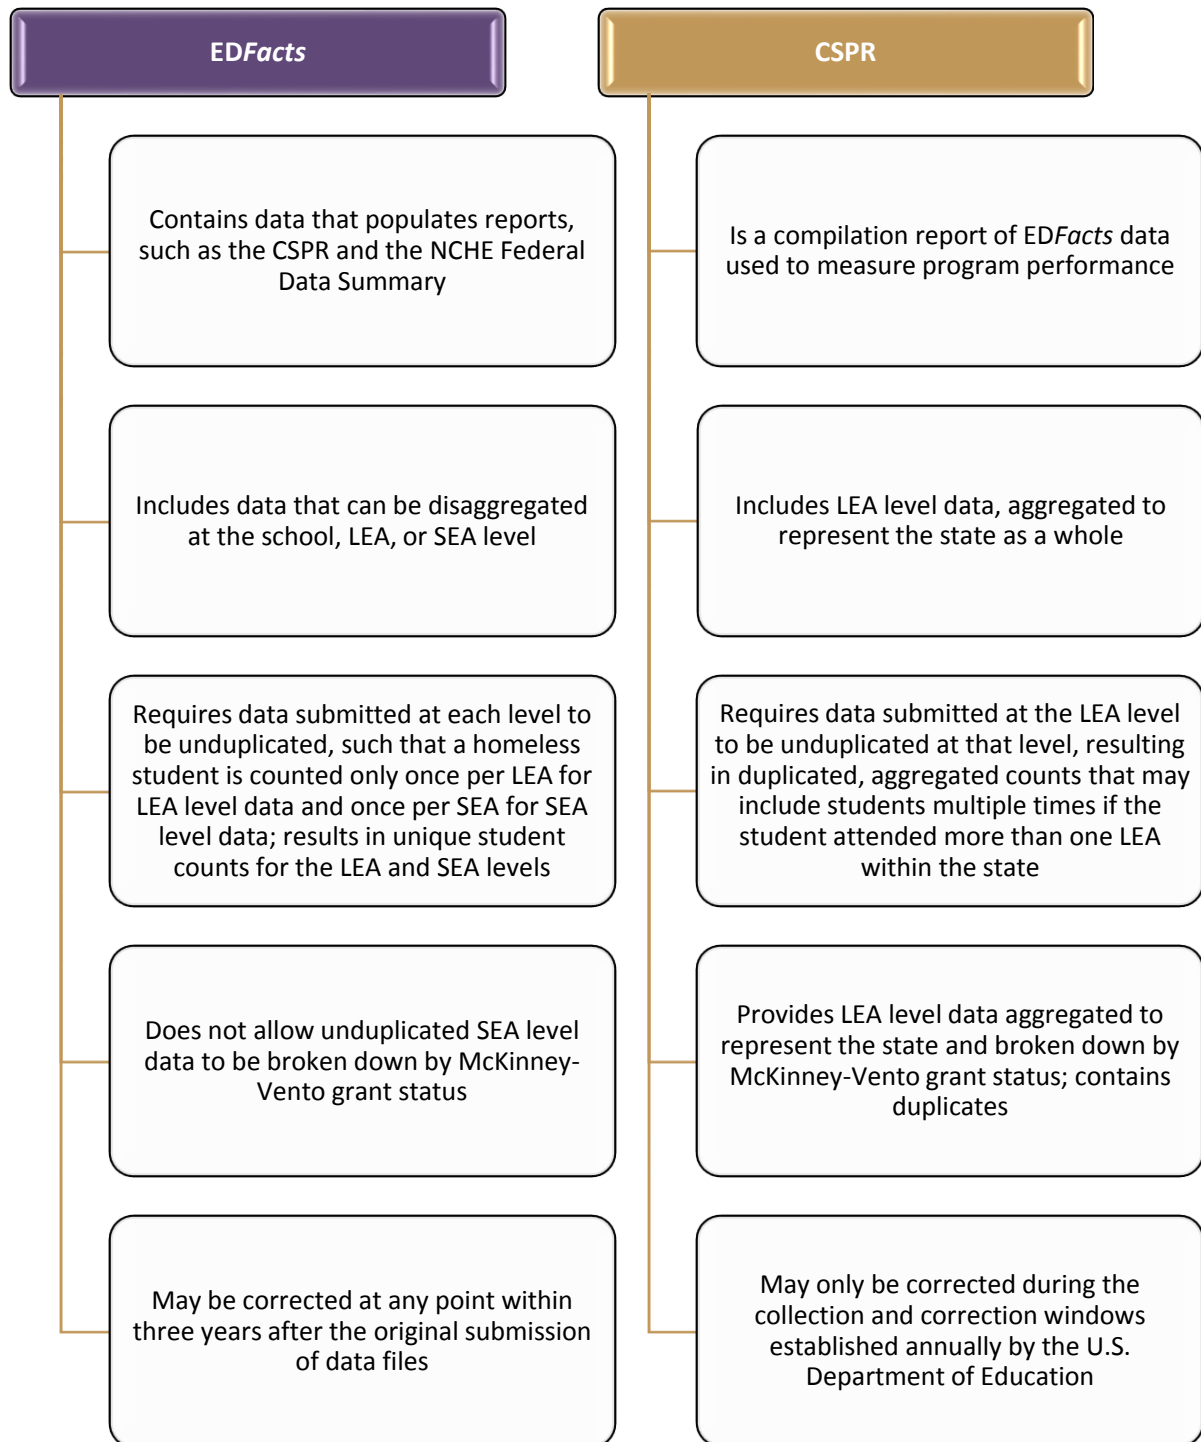 EDFacts
Contains data that populates reports,
such as the CSPR and the NCHE Federal
Data Summary
Includes data that can be disaggregated
at the school, LEA, or SEA level
Requires data submitted at each level to
be unduplicated, such that a homeless
student is counted only once per LEA for
LEA level data and once per SEA for SEA
level data; results in unique student
counts for the LEA and SEA levels
Does not allow unduplicated SEA level
data to be broken down by McKinney-
Vento grant status
May be corrected at any point within
three years after the original submission
of data files
CSPR
Is a compilation report of EDFacts data
used to measure program performance
Includes LEA level data, aggregated to
represent the state as a whole
Requires data submitted at the LEA level
to be unduplicated at that level, resulting
in duplicated, aggregated counts that may
include students multiple times if the
student attended more than one LEA
within the state
Provides LEA level data aggregated to
represent the state and broken down by
McKinney-Vento grant status; contains
duplicates
May only be corrected during the
collection and correction windows
established annually by the U.S.
Department of Education